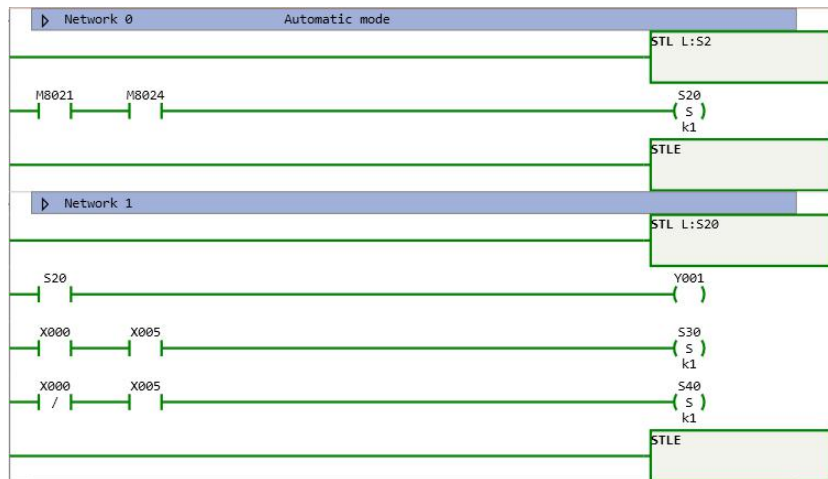 Network 0 Automatic mode
STL L:S2
M8021 M8024 S20
S
k1
STLE
Network 1
STL L:S20
S20 Y001
X000 X005 S30
S
k1
X000 X005 S40
/ S
k1
STLE